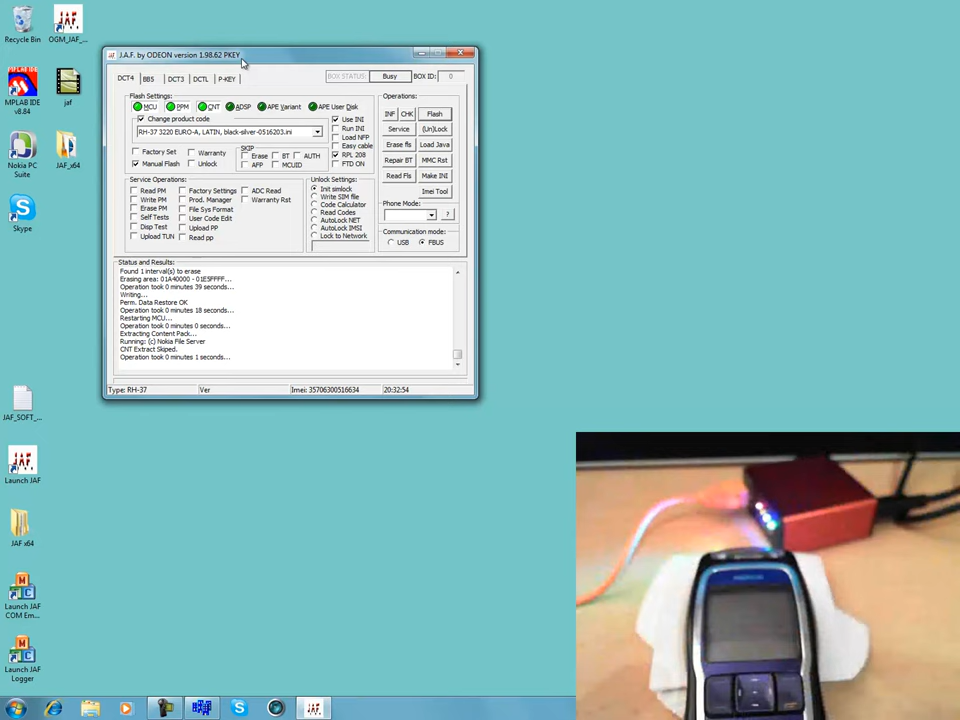 Recycle Bin
OGM_JAF_...
MPLAB IDE
v8.84
jaf
Nokia PC
Suite
JAF_x64
Skype
JAF_SOFT_...
Launch JAF
JAF x64
Launch JAF
COM Em...
Launch JAF
Logger
J.A.F. by ODEON version 1.98.62 PKEY
DCT4 BB5 DCT3 DCTL P-KEY
BOX STATUS: Busy BOX ID: 0
Flash Settings:
MCU PPM CNT ADSP APE Variant APE User Disk
Change product code
RH-37 3220 EURO-A, LATIN, black-silver-0516203.ini
Factory Set Warranty
Manual Flash Unlock
SKIP
Erase BT AUTH
AFP MCUID
Use INI
Run INI
Load NFP
Easy cable
RPL 208
FTD ON
Operations:
INF CHK Flash
Service (Un)Lock
Erase fls Load Java
Repair BT MMC Rst
Read Fls Make INI
Imei Tool
Phone Mode:
?
Communication mode:
USB FBUS
Service Operations:
Read PM Factory Settings ADC Read
Write PM Prod. Manager Warranty Rst
Erase PM File Sys Format
Self Tests User Code Edit
Disp Test Upload PP
Upload TUN Read pp
Unlock Settings:
Init simlock
Write SIM file
Code Calculator
Read Codes
AutoLock NET
AutoLock IMSI
Lock to Network
Status and Results:
Found 1 interval(s) to erase
Erasing area: 01A40000 - 01E5FFFF...
Operation took 0 minutes 39 seconds...
Writing...
Perm. Data Restore OK
Operation took 0 minutes 18 seconds...
Restarting MCU...
Operation took 0 minutes 0 seconds...
Extracting Content Pack...
Running: (c) Nokia File Server
CNT Extract Skiped.
Operation took 0 minutes 1 seconds...
Type: RH-37 Ver Imei: 35706300516634 20:32:54
NOKIA